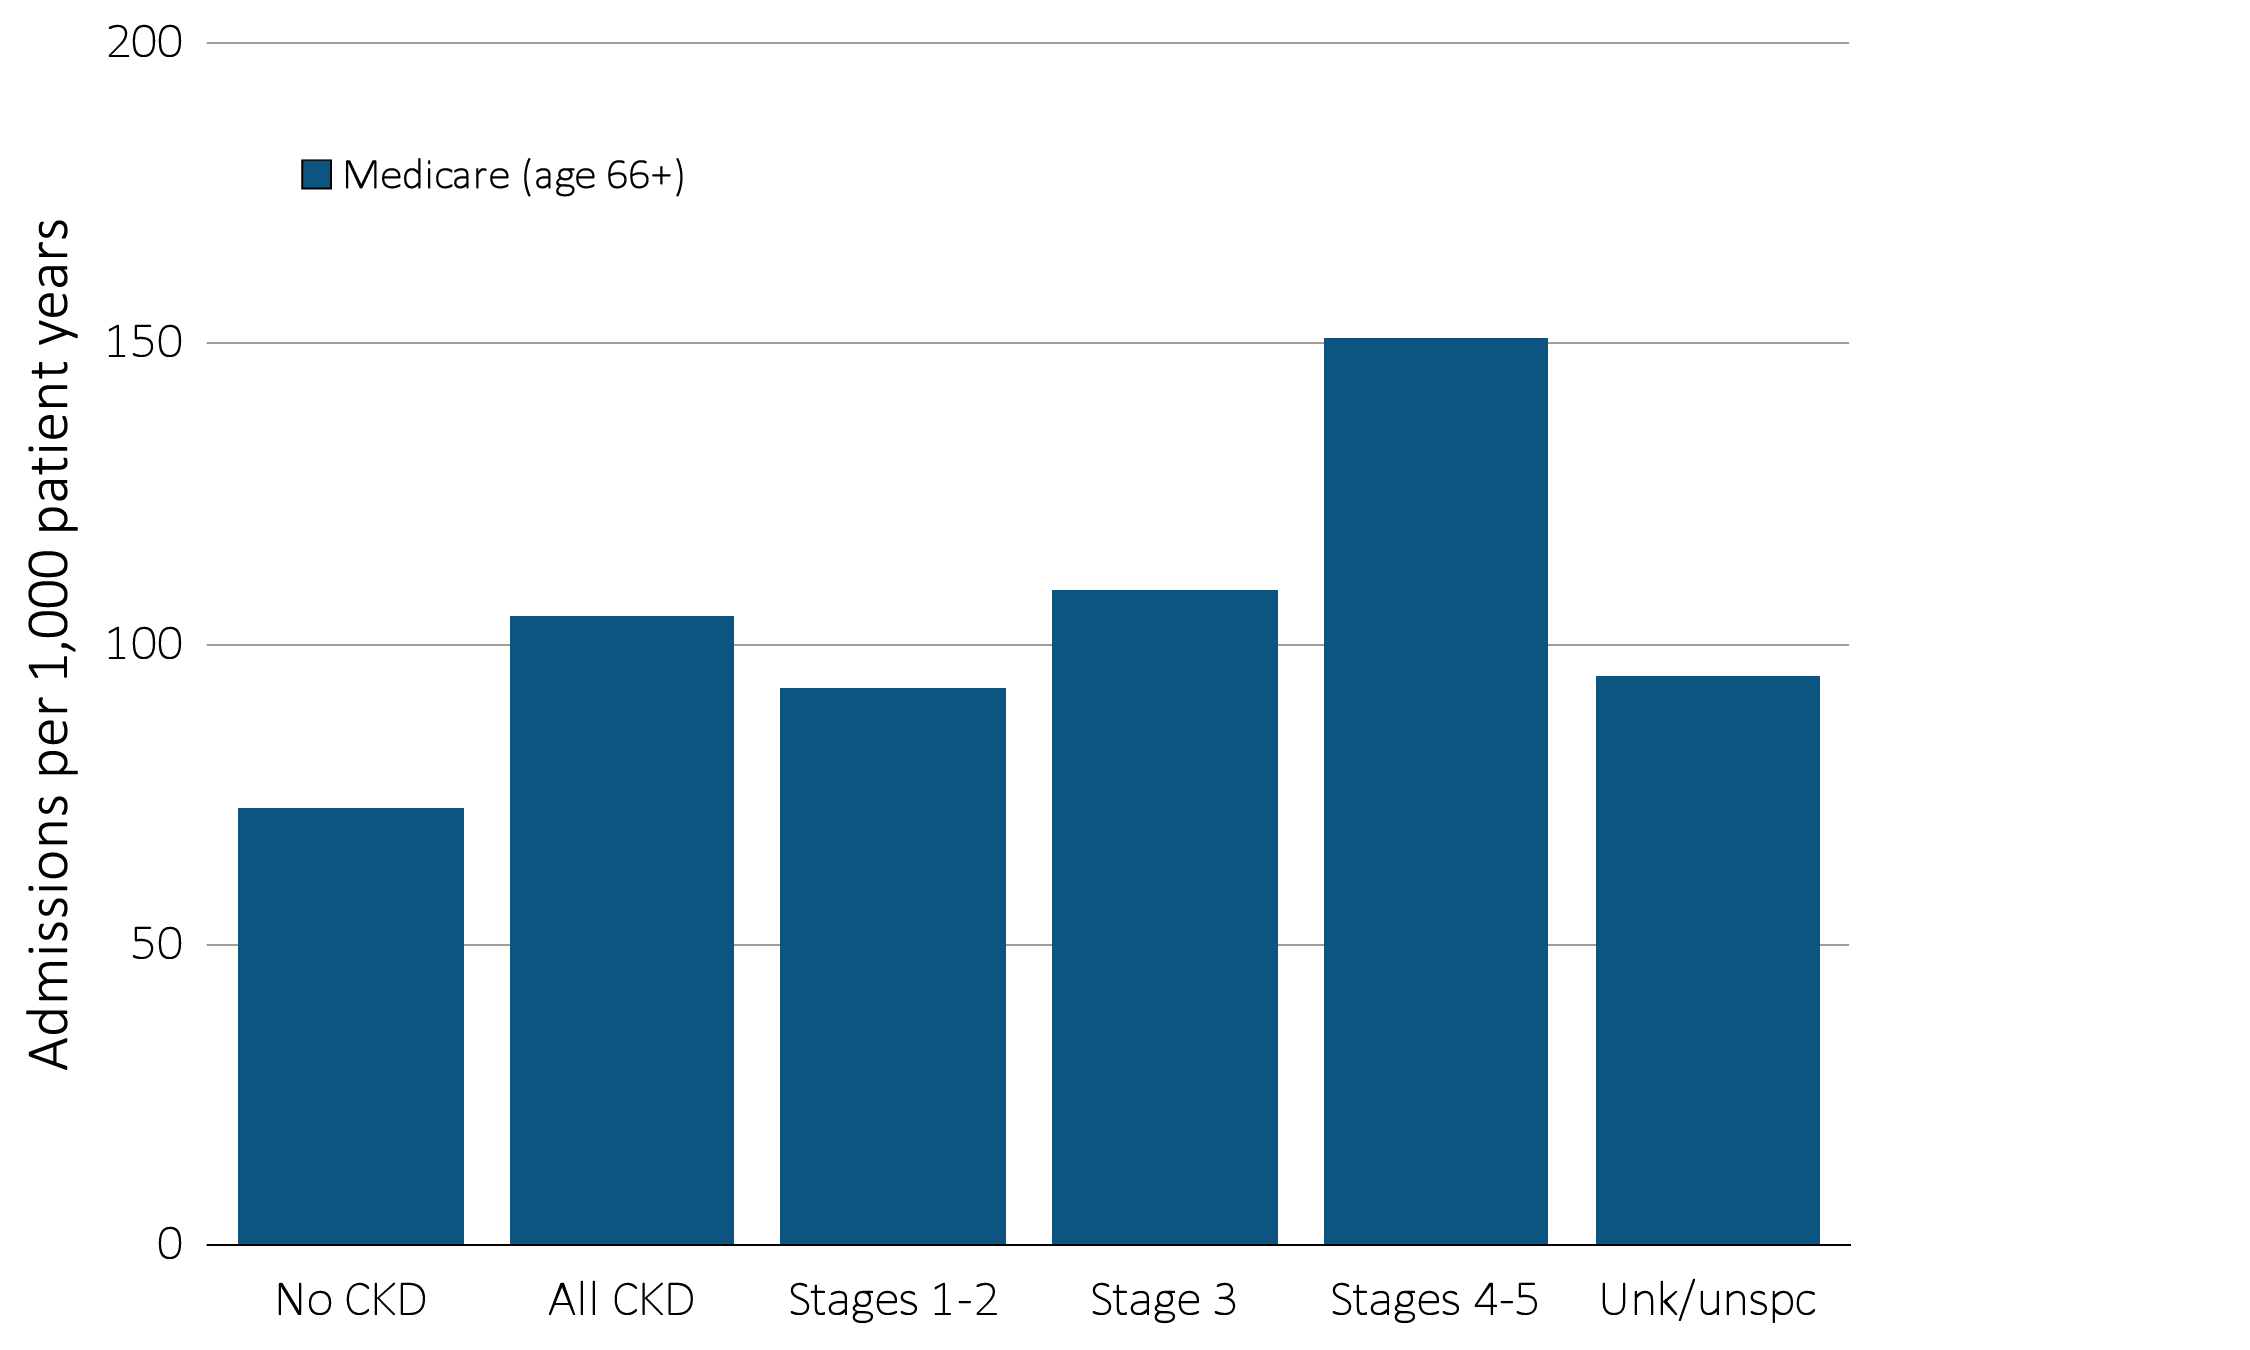 200
Medicare (age 66+)
Admissions per 1,000 patient years
150
100
50
0
No CKD
All CKD
Stages 1-2
Stage 3
Stages 4-5
Unk/unspc